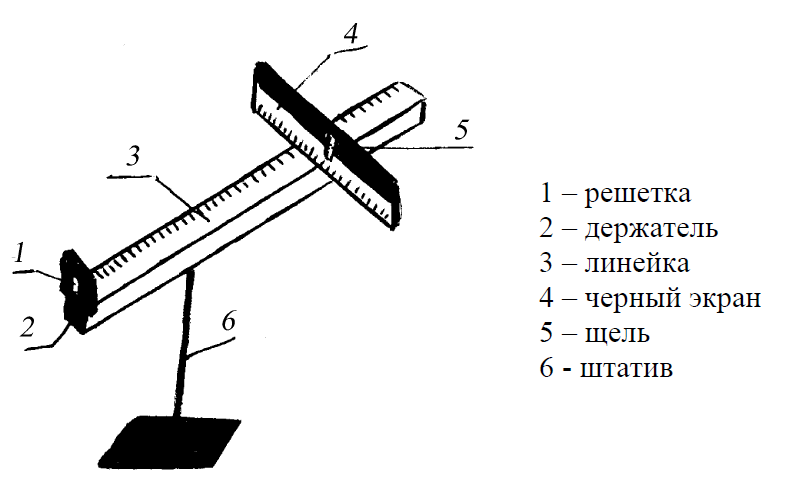 4
5
3
1
2
6
1 – решетка
2 – держатель
3 – линейка
4 – черный экран
5 – щель
6 - штатив